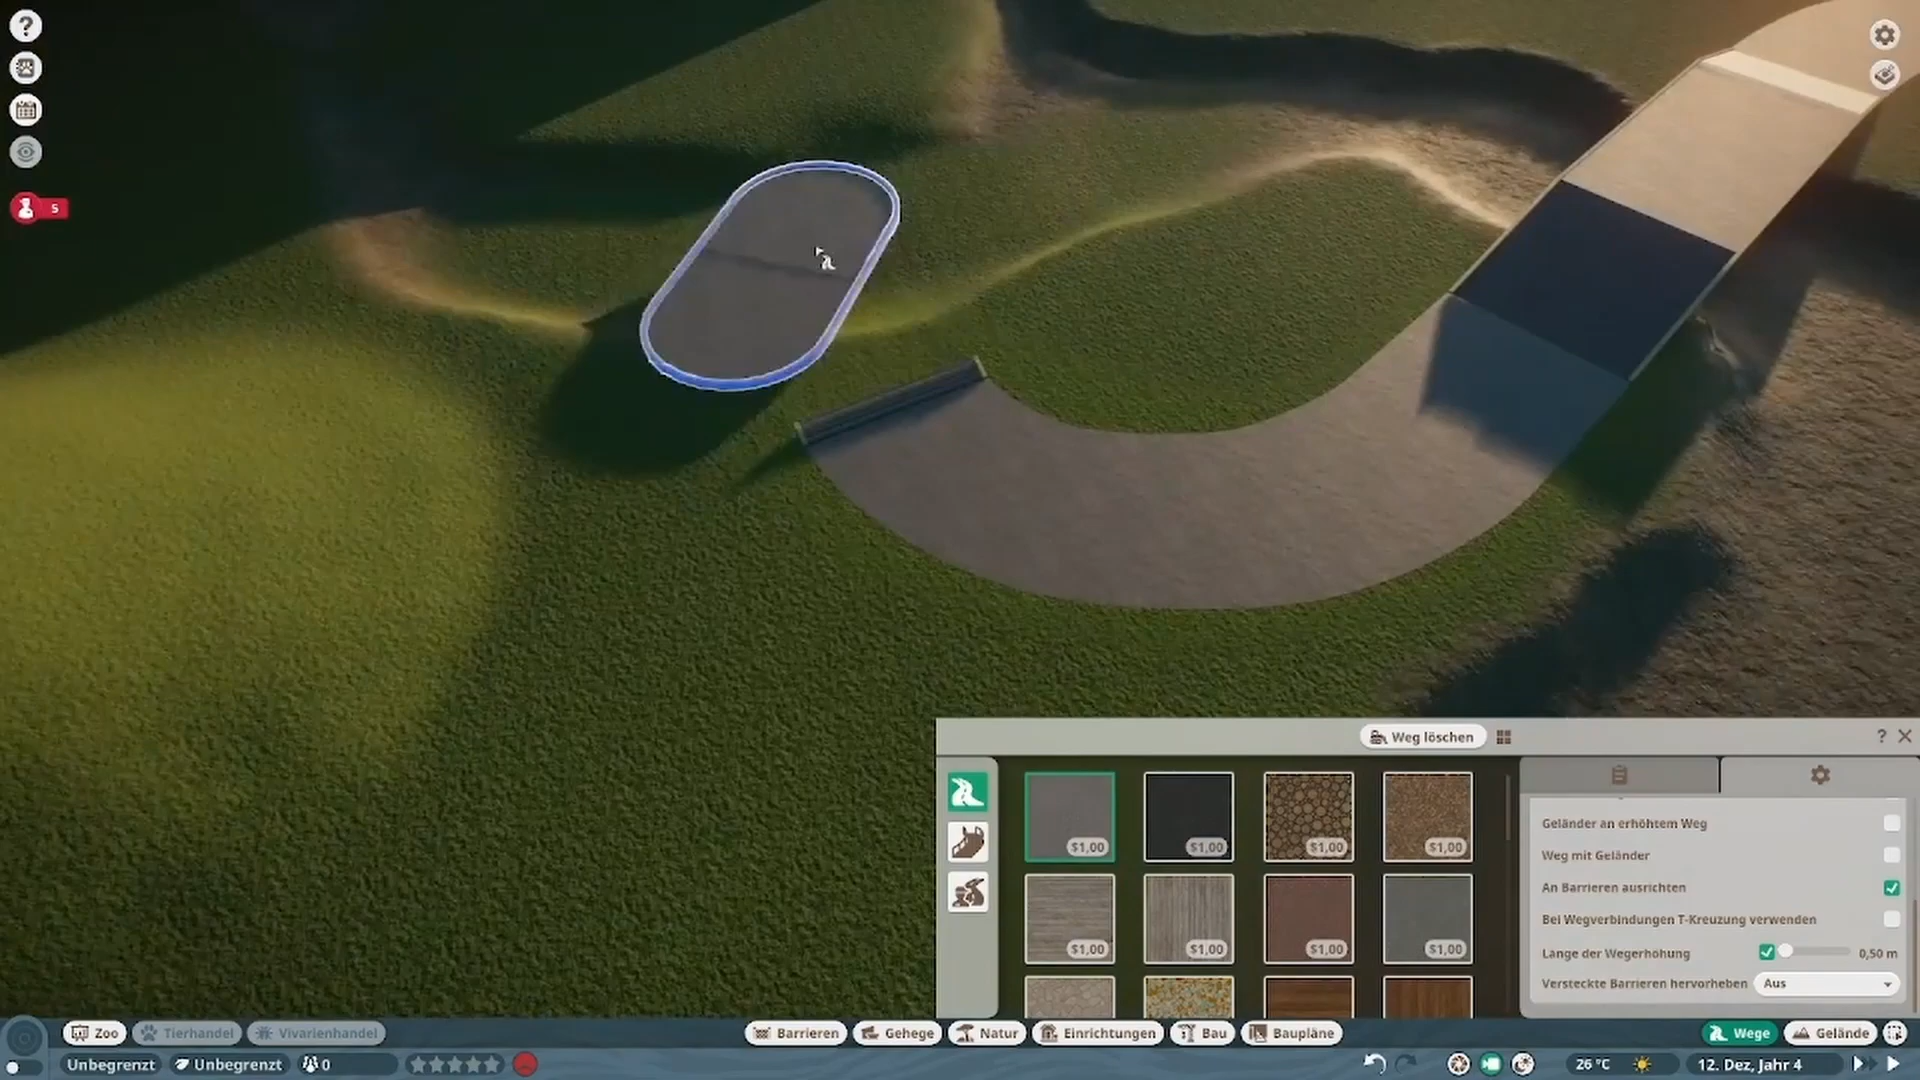 ?
5
Weg löschen
?
$1,00
$1,00
$1,00
$1,00
$1,00
$1,00
$1,00
$1,00
Geländer an erhöhtem Weg
Weg mit Geländer
An Barrieren ausrichten
Bei Wegverbindungen T-Kreuzung verwenden
Länge der Wegerhöhung 0,50 m
Versteckte Barrieren hervorheben Aus
Zoo Tierhandel Vivarienhandel Barrieren Gehege Natur Einrichtungen Bau Baupläne Wege Gelände
Unbegrenzt Unbegrenzt 0 26 °C 12. Dez, Jahr 4